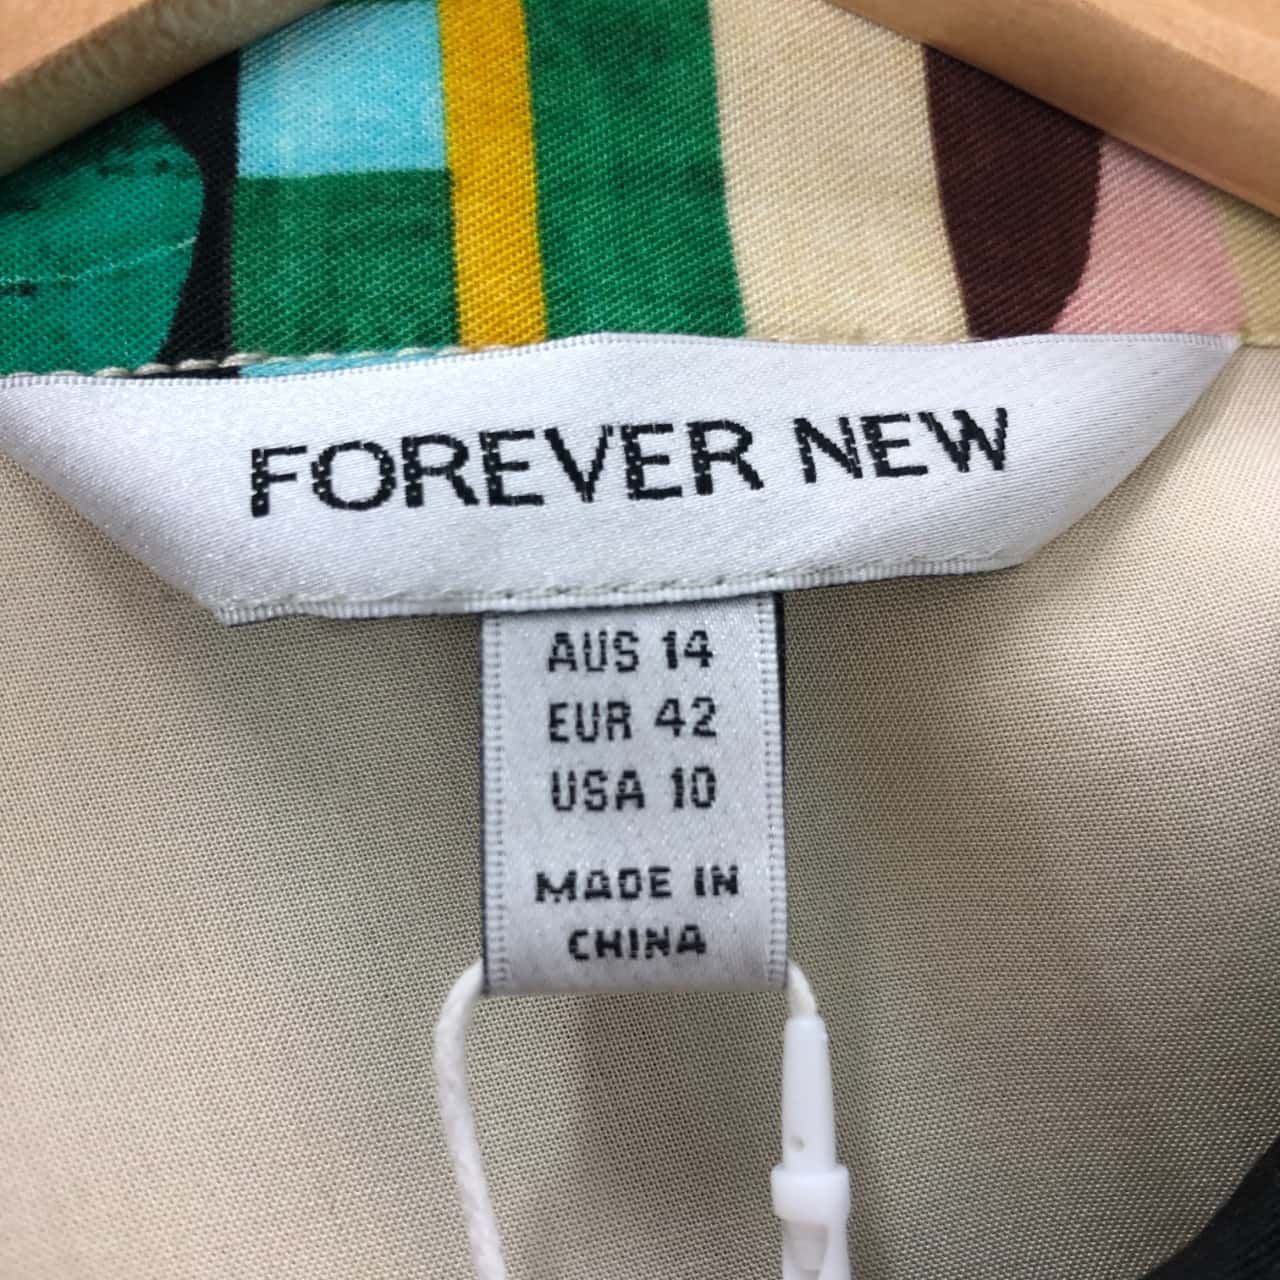 FOREVER NEW
AUS 14
EUR 42
USA 10
MADE IN
CHINA